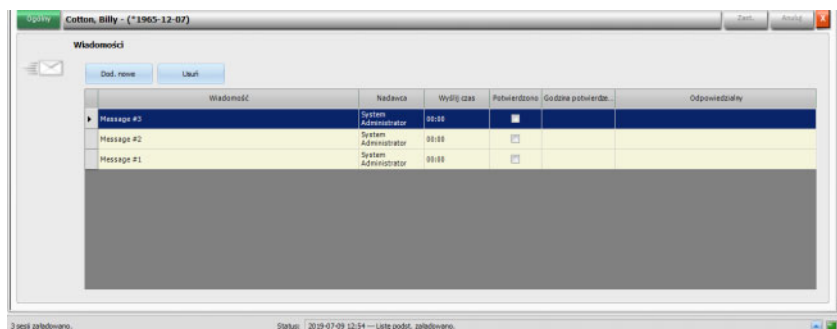 Ogólny Cotton, Billy - (*1965-12-07) Zast. Anuluj X
Wiadomości
Dod. nowe Usuń
Wiadomość Nadawca Wyślij czas Potwierdzono Godzina potwierdze... Odpowiedzialny
Message #3 System Administrator 00:00
Message #2 System Administrator 00:00
Message #1 System Administrator 00:00
3 sesji załadowano. Status: 2019-07-09 12:54 --- Liste podst. załadowano.